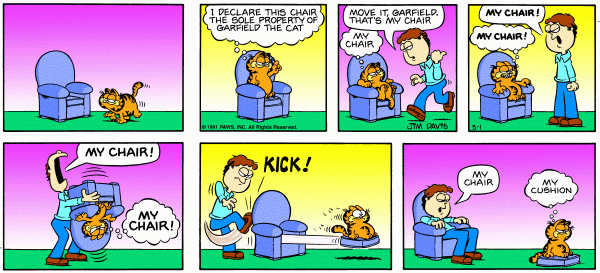 I DECLARE THIS CHAIR
THE SOLE PROPERTY OF
GARFIELD THE CAT
© 1981 PAWS, INC. All Rights Reserved.
MOVE IT, GARFIELD.
THAT'S MY CHAIR
MY
CHAIR
JIM DAVIS
MY CHAIR!
MY CHAIR!
3-1
MY CHAIR!
MY
CHAIR!
KICK!
MY
CHAIR
MY
CUSHION